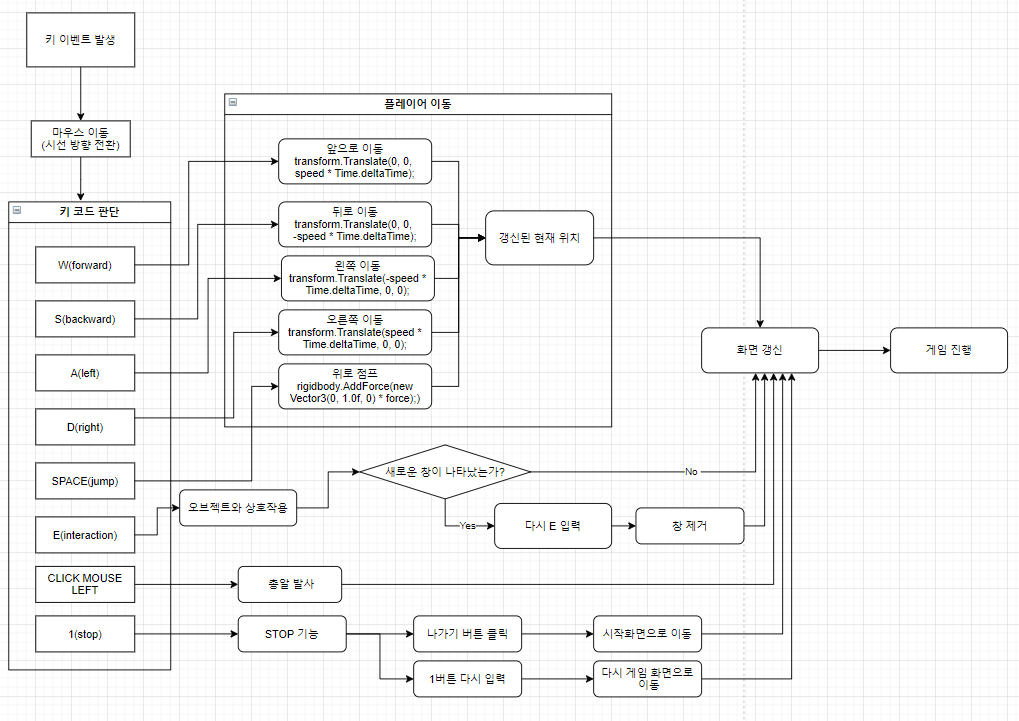 키 이벤트 발생
마우스 이동
(시선 방향 전환)
키 코드 판단
W(forward)
S(backward)
A(left)
D(right)
SPACE(jump)
E(interaction)
CLICK MOUSE
LEFT
1(stop)
플레이어 이동
앞으로 이동
transform.Translate(0, 0,
speed * Time.deltaTime);
뒤로 이동
transform.Translate(0, 0,
-speed * Time.deltaTime);
왼쪽 이동
transform.Translate(-speed *
Time.deltaTime, 0, 0);
오른쪽 이동
transform.Translate(speed *
Time.deltaTime, 0, 0);
위로 점프
rigidbody.AddForce(new
Vector3(0, 1.0f, 0) * force);)
갱신된 현재 위치
화면 갱신
게임 진행
오브젝트와 상호작용
새로운 창이 나타났는가?
No
Yes
다시 E 입력
창 제거
총알 발사
STOP 기능
나가기 버튼 클릭
시작화면으로 이동
1버튼 다시 입력
다시 게임 화면으로
이동